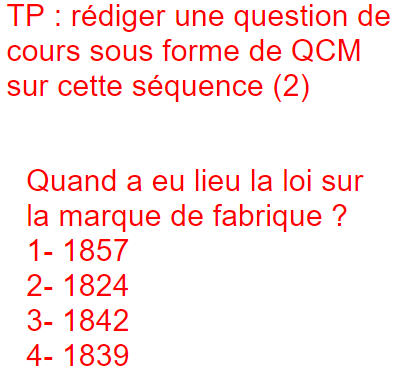 TP : rédiger une question de
cours sous forme de QCM
sur cette séquence (2)
Quand a eu lieu la loi sur
la marque de fabrique ?
1- 1857
2- 1824
3- 1842
4- 1839